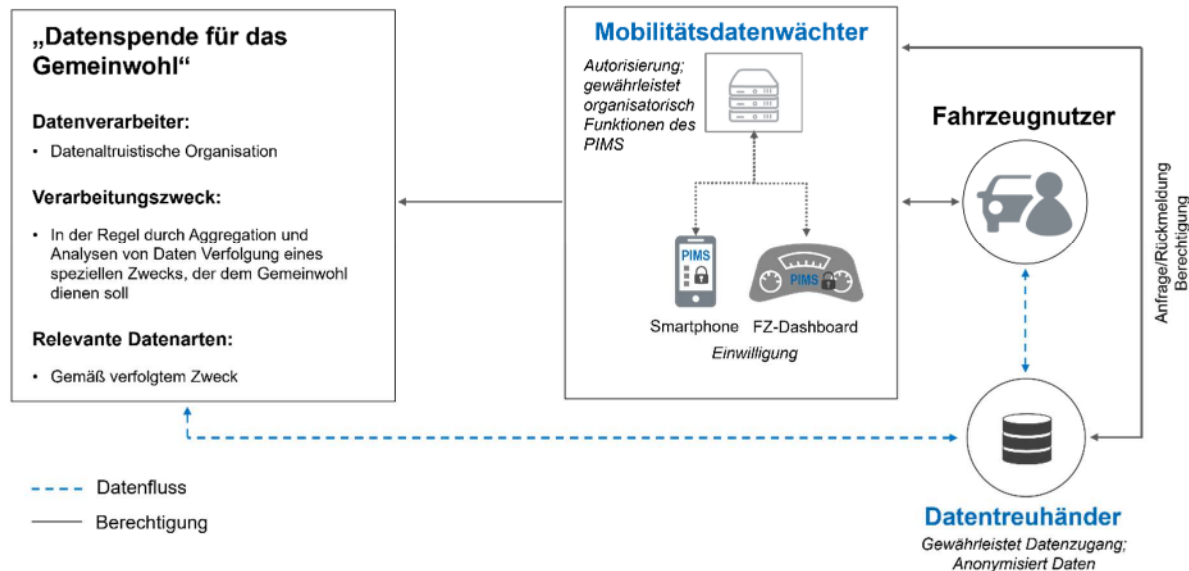 „Datenspende für das
Gemeinwohl“
Datenverarbeiter:
• Datenaltruistische Organisation
Verarbeitungszweck:
• In der Regel durch Aggregation und
Analysen von Daten Verfolgung eines
speziellen Zwecks, der dem Gemeinwohl
dienen soll
Relevante Datenarten:
• Gemäß verfolgtem Zweck
Mobilitätsdatenwächter
Autorisierung;
gewährleistet
organisatorisch
Funktionen des
PIMS
PIMS
PIMS
Smartphone
FZ-Dashboard
Einwilligung
Fahrzeugnutzer
Anfrage/Rückmeldung
Berechtigung
Datentreuhänder
Gewährleistet Datenzugang;
Anonymisiert Daten
Datenfluss
Berechtigung